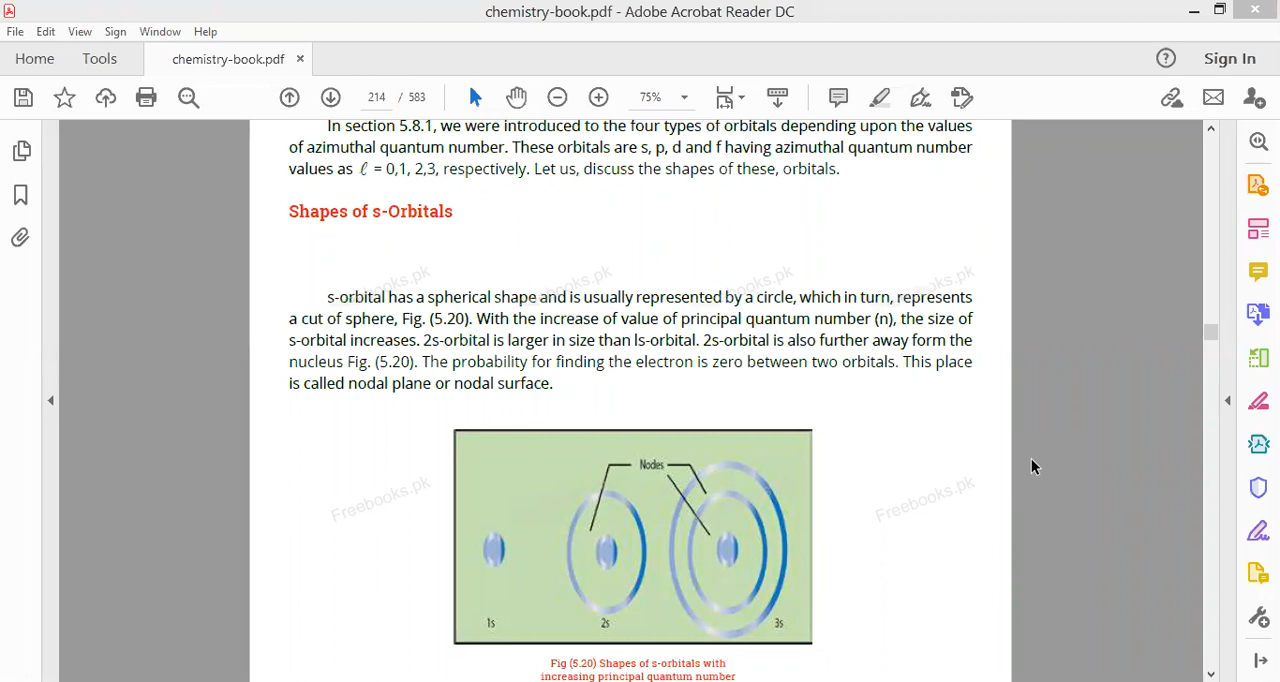 chemistry-book.pdf - Adobe Acrobat Reader DC
File Edit View Sign Window Help
Home Tools chemistry-book.pdf × Sign In
214 / 583 75%
In section 5.8.1, we were introduced to the four types of orbitals depending upon the values
of azimuthal quantum number. These orbitals are s, p, d and f having azimuthal quantum number
values as ℓ = 0,1, 2,3, respectively. Let us, discuss the shapes of these, orbitals.
Shapes of s-Orbitals
Freebooks.pk Freebooks.pk Freebooks.pk Freebooks.pk
s-orbital has a spherical shape and is usually represented by a circle, which in turn, represents
a cut of sphere, Fig. (5.20). With the increase of value of principal quantum number (n), the size of
s-orbital increases. 2s-orbital is larger in size than ls-orbital. 2s-orbital is also further away form the
nucleus Fig. (5.20). The probability for finding the electron is zero between two orbitals. This place
is called nodal plane or nodal surface.
Nodes
Freebooks.pk Freebooks.pk
1s 2s 3s
Fig (5.20) Shapes of s-orbitals with
increasing principal quantum number